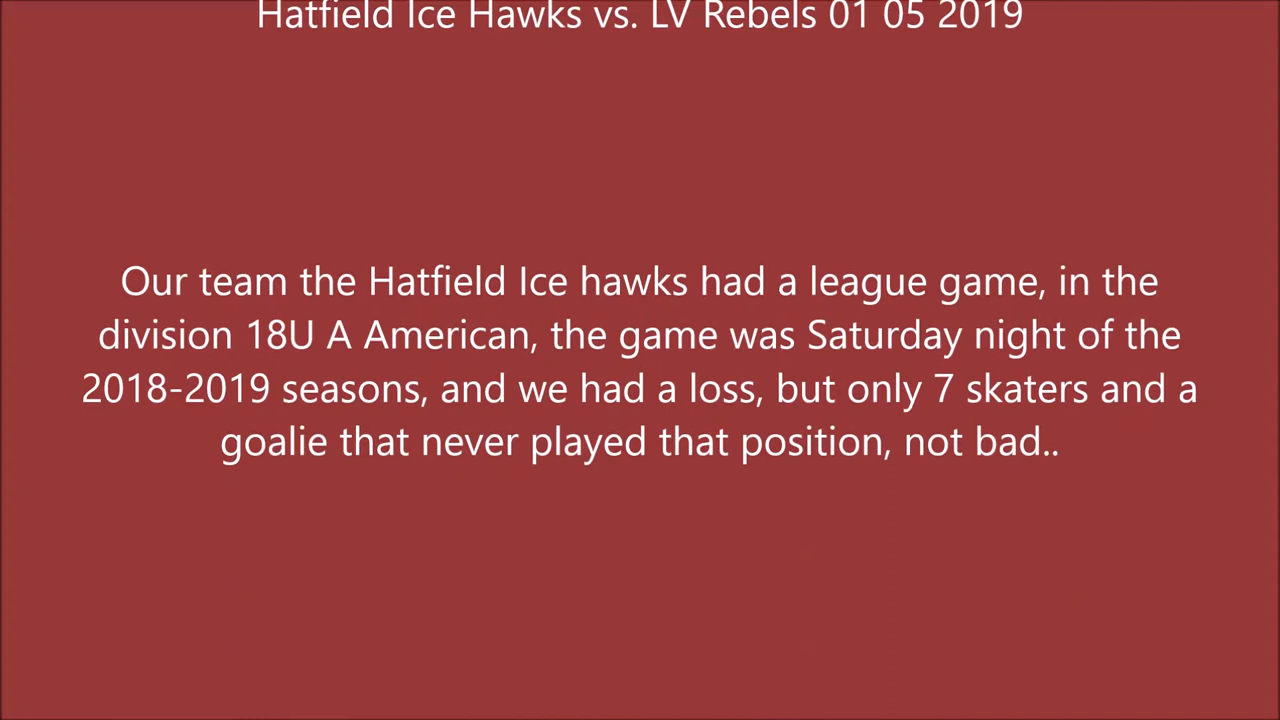 Hatfield Ice Hawks vs. LV Rebels 01 05 2019
Our team the Hatfield Ice hawks had a league game, in the
division 18U A American, the game was Saturday night of the
2018-2019 seasons, and we had a loss, but only 7 skaters and a
goalie that never played that position, not bad..